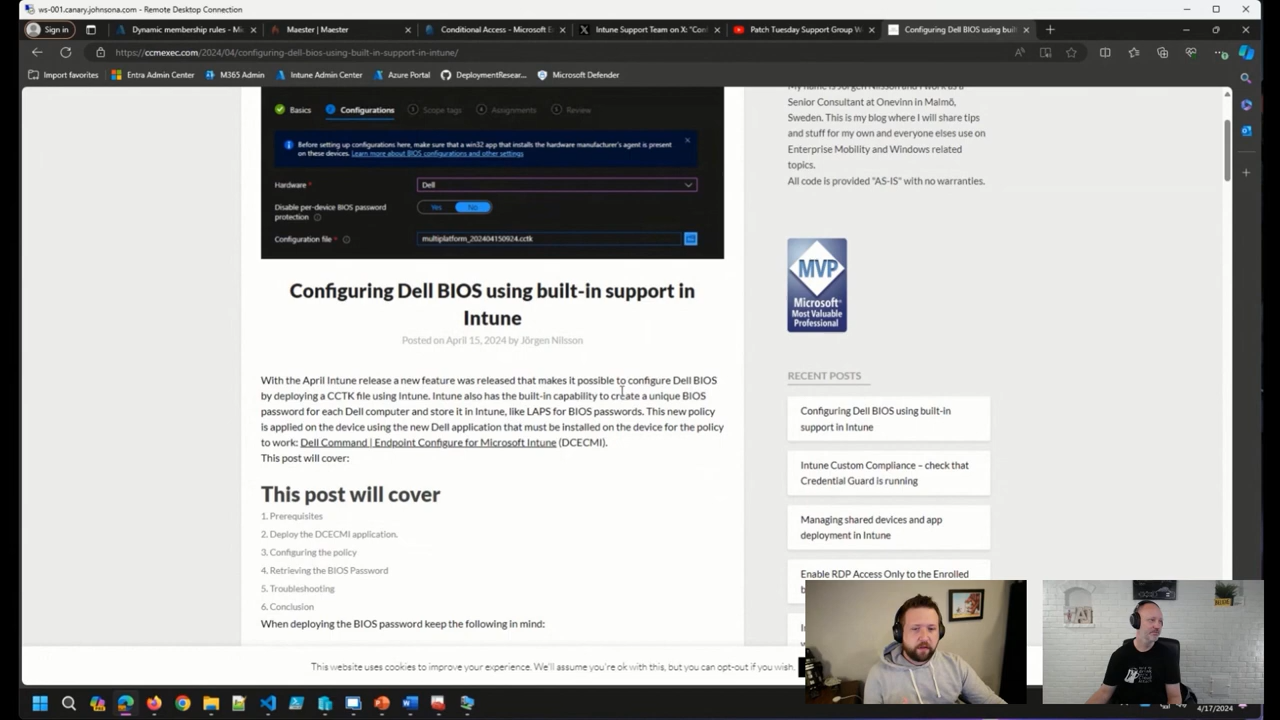 ws-001.canary.johnsona.com - Remote Desktop Connection
Sign in
Dynamic membership rules - Mi
Maester | Maester
Conditional Access - Microsoft E
Intune Support Team on X: "Con
Patch Tuesday Support Group W
Configuring Dell BIOS using buil
https://ccmexec.com/2024/04/configuring-dell-bios-using-built-in-support-in-intune/
Import favorites
Entra Admin Center
M365 Admin
Intune Admin Center
Azure Portal
DeploymentResear...
Microsoft Defender
Basics
2 Configurations
3 Scope tags
4 Assignments
5 Review
Before setting up configurations here, make sure that a win32 app that installs the hardware manufacturer's agent is present
on these devices. Learn more about BIOS configurations and other settings
Hardware *
Dell
Disable per-device BIOS password
protection
Yes
No
Configuration file *
multiplatform_202404150924.cctk
Configuring Dell BIOS using built-in support in
Intune
Posted on April 15, 2024 by Jörgen Nilsson
With the April Intune release a new feature was released that makes it possible to configure Dell BIOS
by deploying a CCTK file using Intune. Intune also has the built-in capability to create a unique BIOS
password for each Dell computer and store it in Intune, like LAPS for BIOS passwords. This new policy
is applied on the device using the new Dell application that must be installed on the device for the policy
to work: Dell Command | Endpoint Configure for Microsoft Intune (DCECMI).
This post will cover:
This post will cover
1. Prerequisites
2. Deploy the DCECMI application.
3. Configuring the policy
4. Retrieving the BIOS Password
5. Troubleshooting
6. Conclusion
When deploying the BIOS password keep the following in mind:
My name is Jörgen Nilsson and I work as a
Senior Consultant at Onevinn in Malmö,
Sweden. This is my blog where I will share tips
and stuff for my own and everyone elses use on
Enterprise Mobility and Windows related
topics.
All code is provided "AS-IS" with no warranties.
MVP
Microsoft
Most Valuable
Professional
RECENT POSTS
Configuring Dell BIOS using built-in
support in Intune
Intune Custom Compliance – check that
Credential Guard is running
Managing shared devices and app
deployment in Intune
Enable RDP Access Only to the Enrolled
This website uses cookies to improve your experience. We'll assume you're ok with this, but you can opt-out if you wish.
4/17/2024